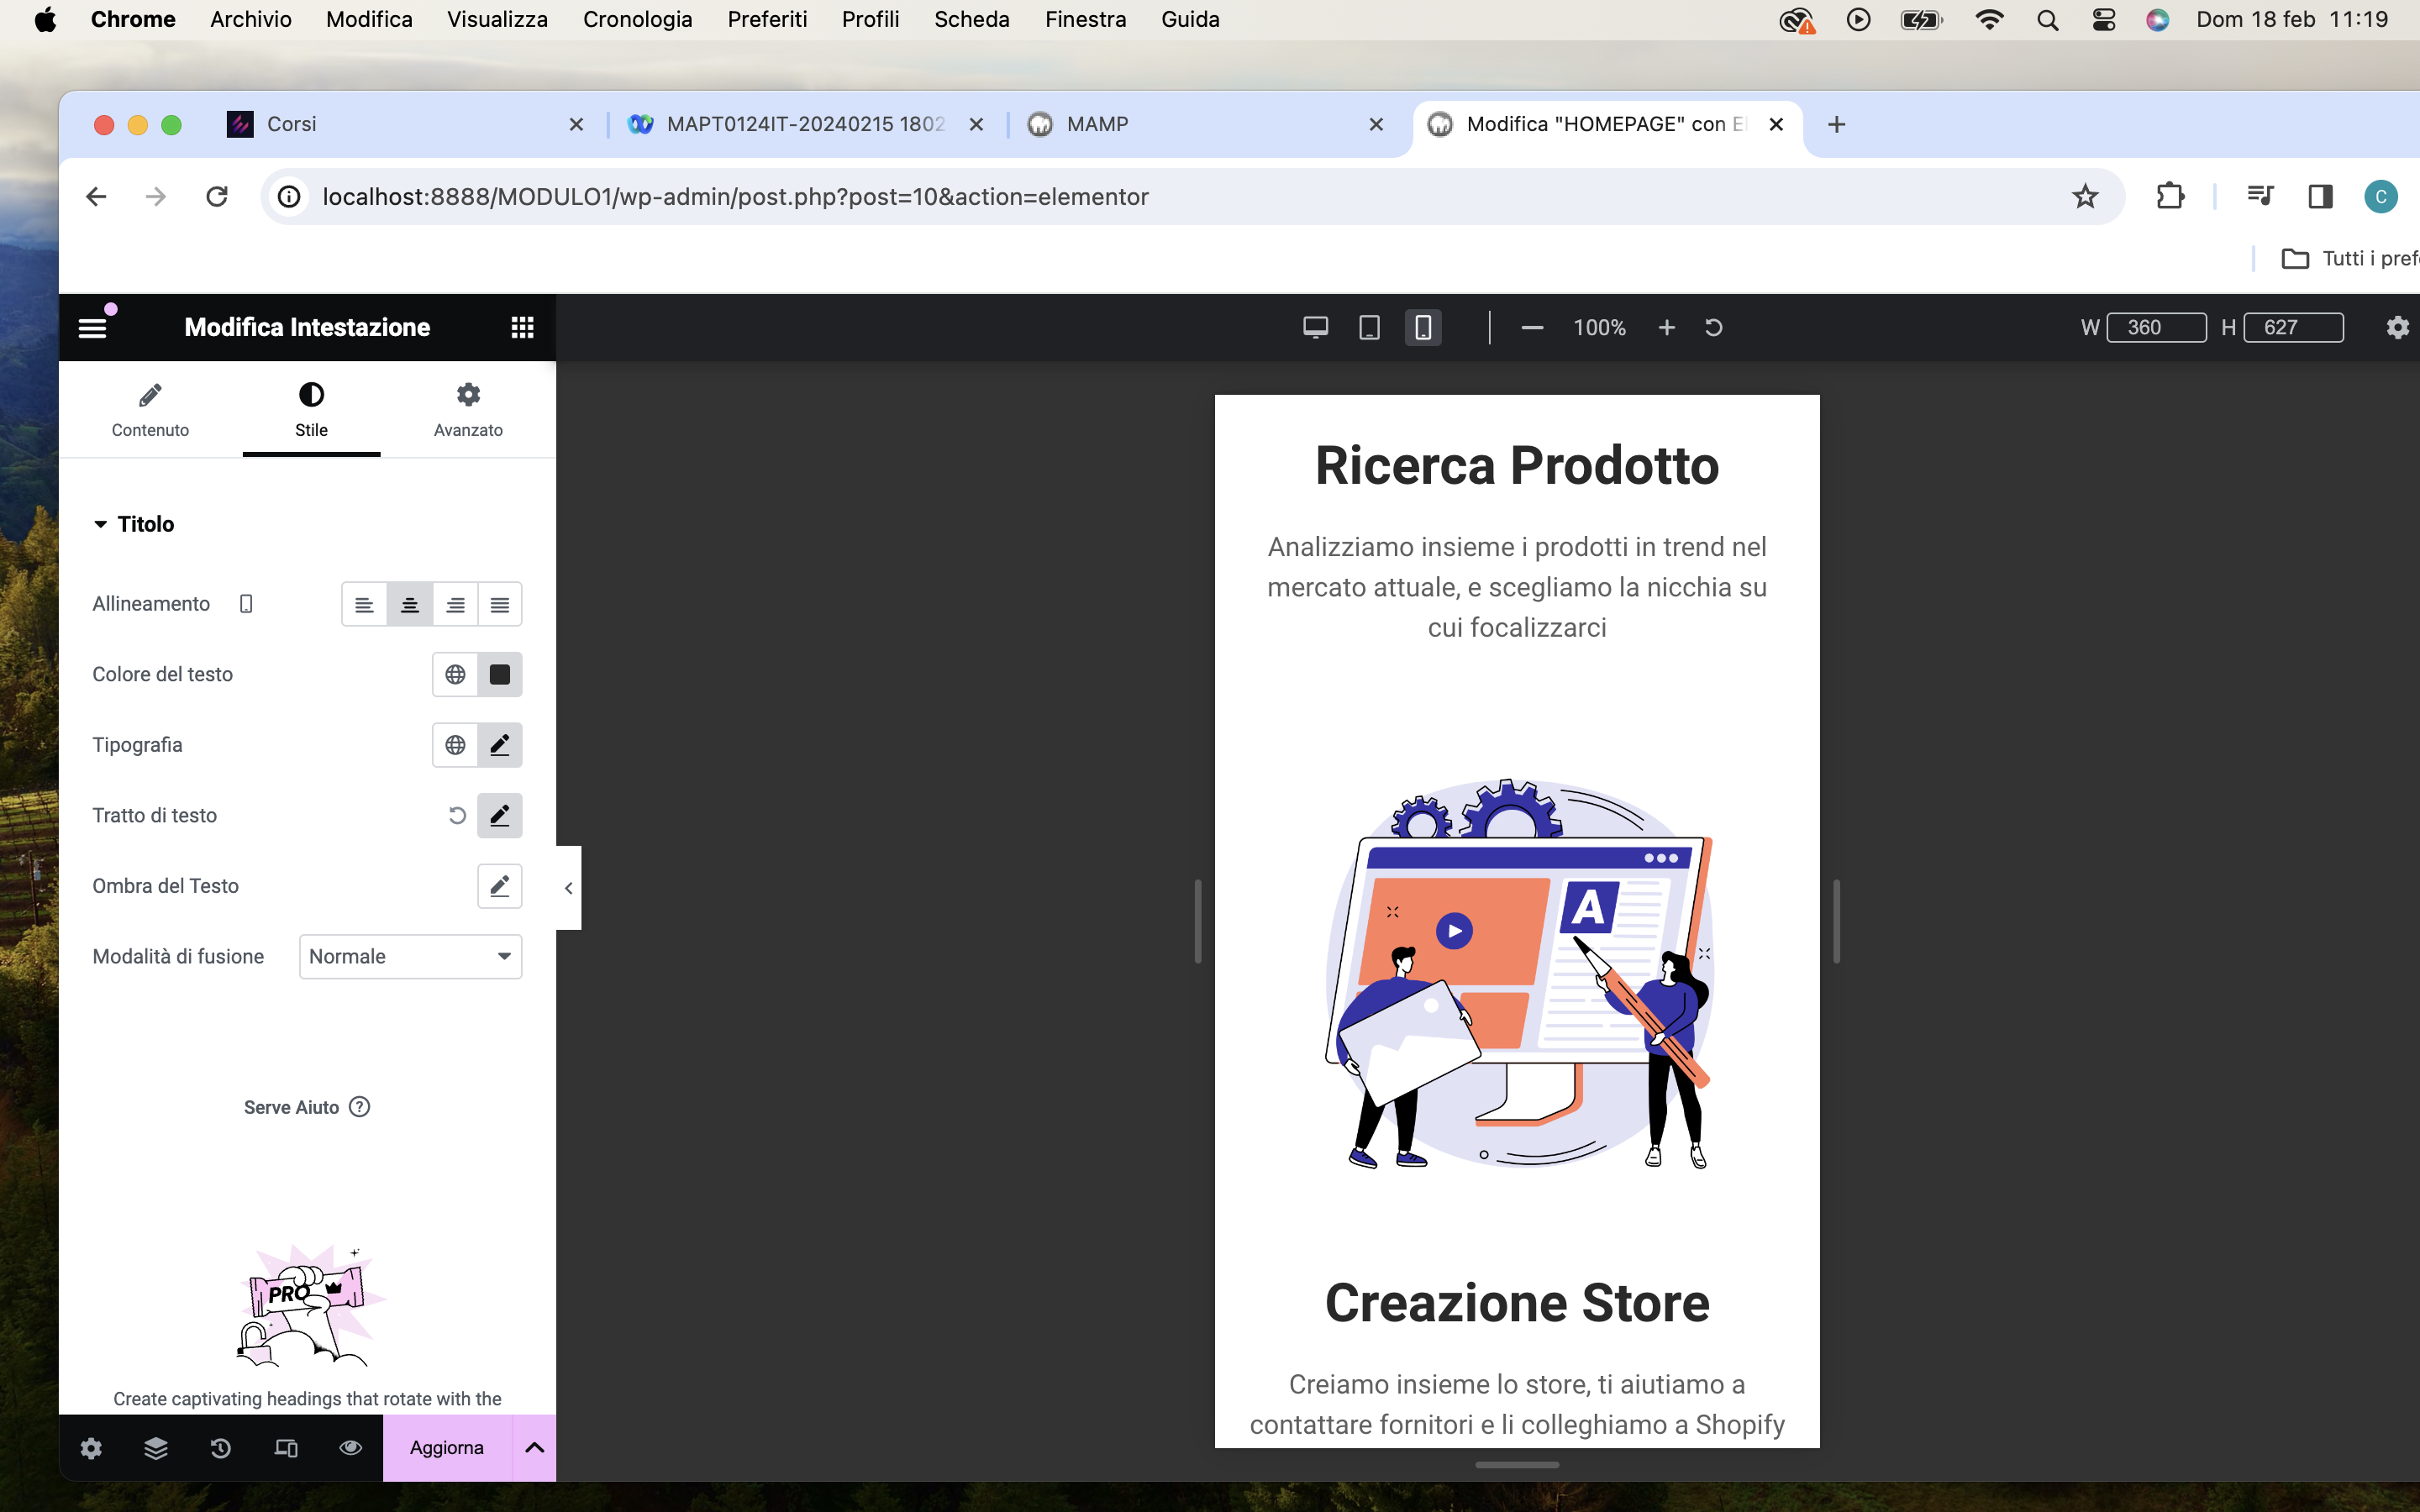 Chrome Archivio Modifica Visualizza Cronologia Preferiti Profili Scheda Finestra Guida Dom 18 feb 11:19
Corsi MAPT0124IT-20240215 1802 MAMP Modifica "HOMEPAGE" con El
localhost:8888/MODULO1/wp-admin/post.php?post=10&action=elementor C
Tutti i pref
Modifica Intestazione 100% W 360 H 627
Contenuto Stile Avanzato
Titolo
Allineamento
Colore del testo
Tipografia
Tratto di testo
Ombra del Testo
Modalità di fusione Normale
Serve Aiuto ?
PRO
Create captivating headings that rotate with the
Aggiorna
Ricerca Prodotto
Analizziamo insieme i prodotti in trend nel
mercato attuale, e scegliamo la nicchia su
cui focalizzarci
A
Creazione Store
Creiamo insieme lo store, ti aiutiamo a
contattare fornitori e li colleghiamo a Shopify